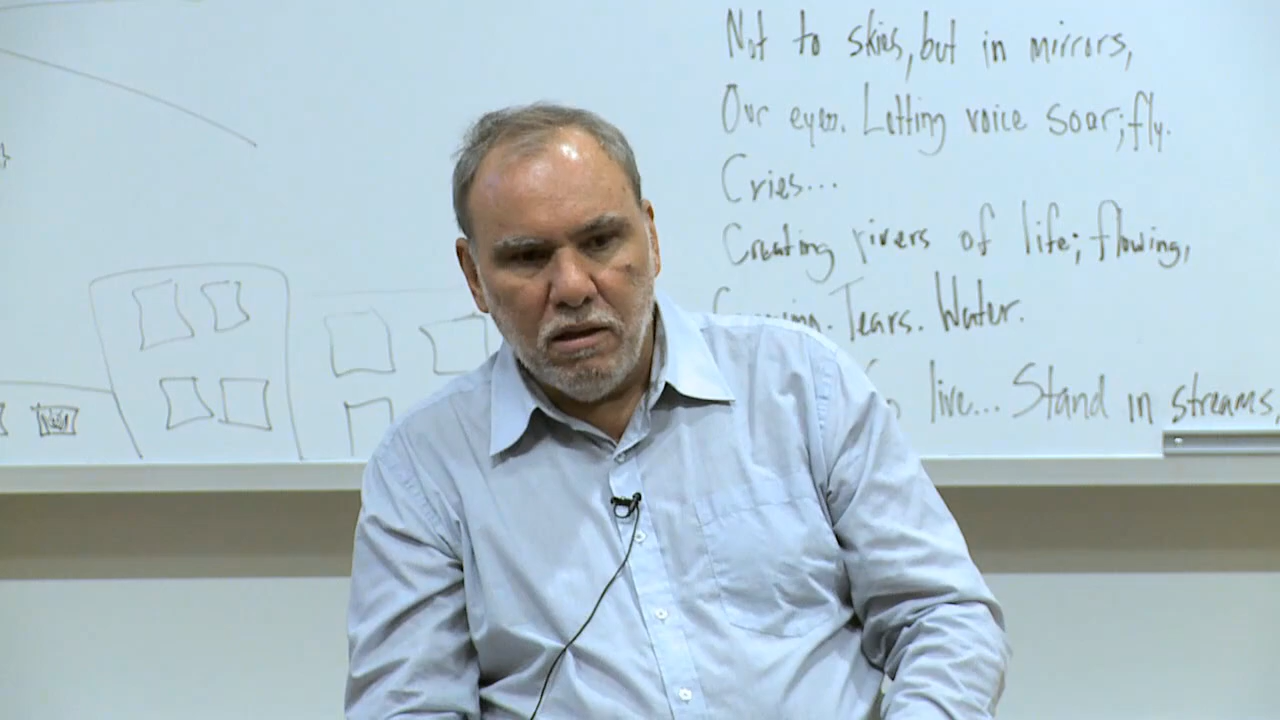 Not to skies, but in mirrors,
Our eyes. Letting voice soar; fly.
Cries...
Creating rivers of life; flowing,
Tears. Water.
live... Stand in streams